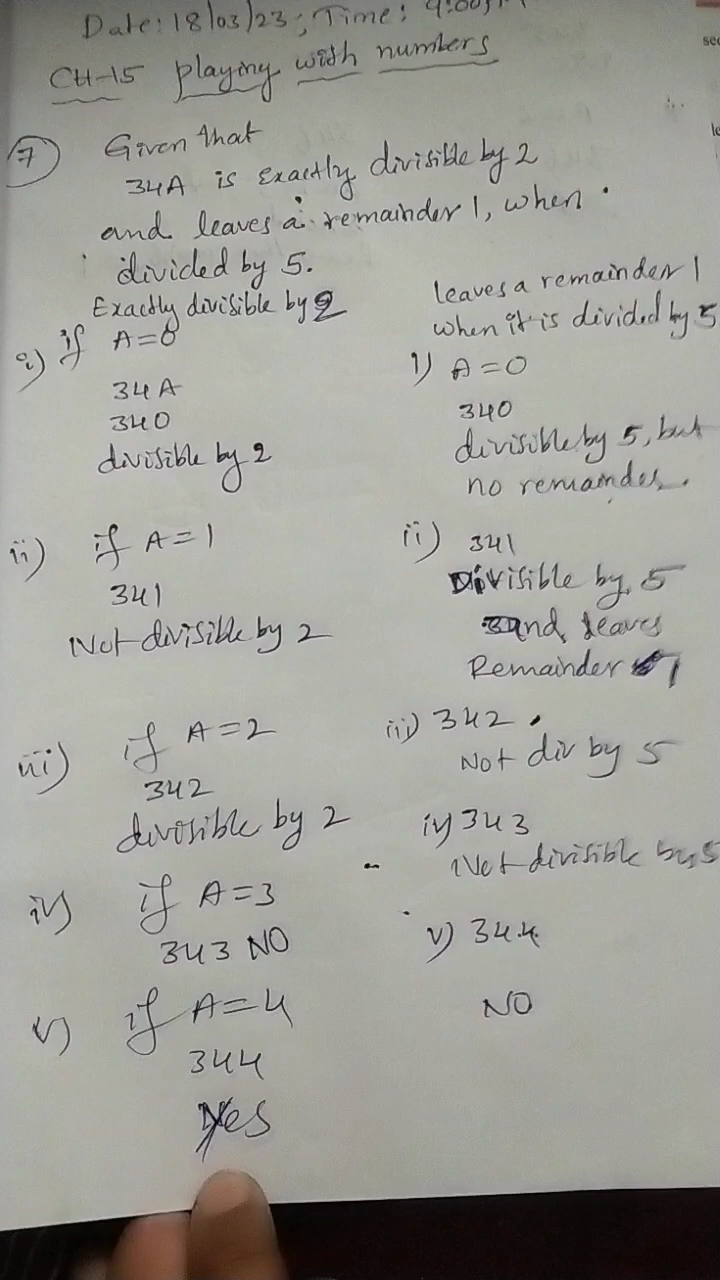 Date: 18/03/23; Time: 9:00
CH-15 playing with numbers
7 Given that
34A is exactly divisible by 2
and leaves a remainder 1, when
divided by 5.
Exactly divisible by 2
i) if A=0
34A
340
divisible by 2
ii) if A=1
341
Not divisible by 2
iii) if A=2
342
divosible by 2
iv) if A=3
343 NO
v) if A=4
344
Yes
leaves a remainder 1
when it is divided by 5
1) A=0
340
divisible by 5, but
no remainder.
ii) 341
Divisible by 5
and leaves
Remainder 1
iii) 342.
Not div by 5
iv) 343
Not divisible by 5
v) 344
NO